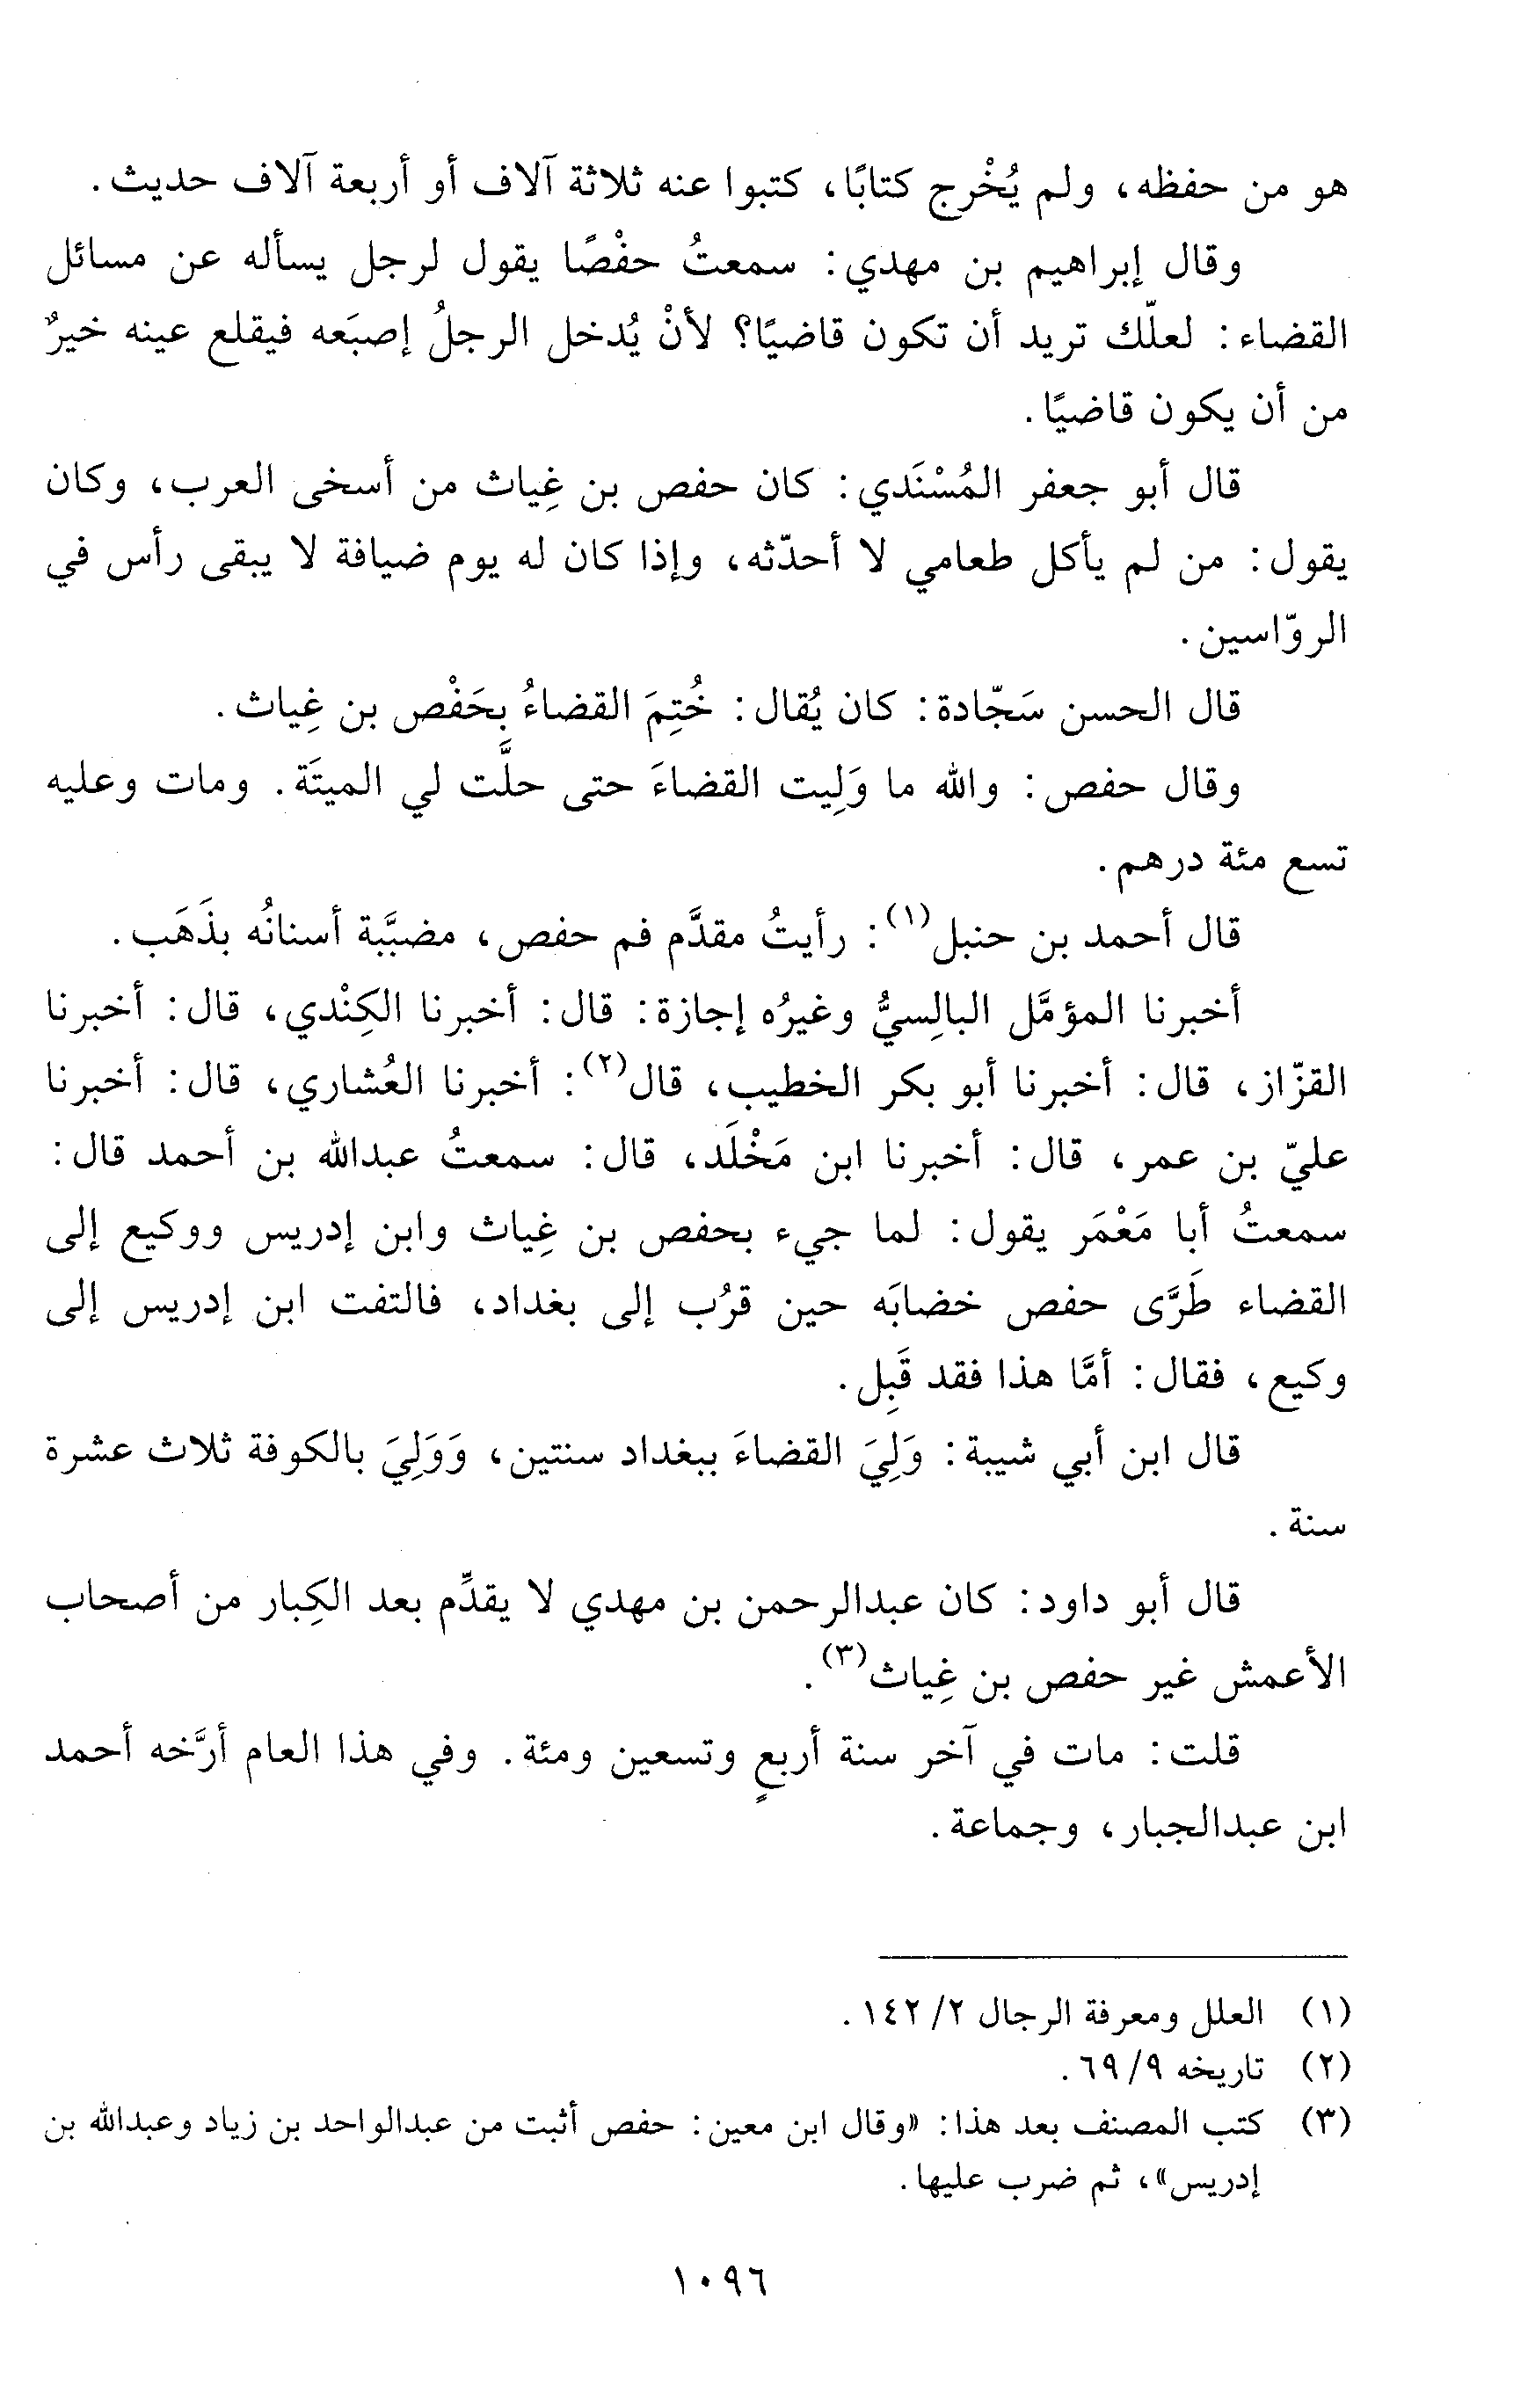 هو من حفظه، ولم يُخْرج كتابًا، كتبوا عنه ثلاثة آلاف أو أربعة آلاف حديث.
وقال إبراهيم بن مهدي: سمعتُ حفْصًا يقول لرجل يسأله عن مسائل
القضاء: لعلّك تريد أن تكون قاضيًا؟ لأنْ يُدخل الرجلُ إصبَعه فيقلع عينه خيرٌ
من أن يكون قاضيًا.
قال أبو جعفر المُسْنَدي: كان حفص بن غِياث من أسخى العرب، وكان
يقول: من لم يأكل طعامي لا أحدّثه، وإذا كان له يوم ضيافة لا يبقى رأس في
الروّاسين.
قال الحسن سَجّادة: كان يُقال: خُتِمَ القضاءُ بحَفْص بن غِياث.
وقال حفص: والله ما وَلِيت القضاءَ حتى حلَّت لي الميتَة. ومات وعليه
تسع مئة درهم.
قال أحمد بن حنبل(١): رأيتُ مقدَّم فم حفص، مضبَّبة أسنانُه بذَهَب.
أخبرنا المؤمَّل البالِسيُّ وغيرُه إجازة: قال: أخبرنا الكِنْدي، قال: أخبرنا
القزّاز، قال: أخبرنا أبو بكر الخطيب، قال(٢): أخبرنا العُشاري، قال: أخبرنا
عليّ بن عمر، قال: أخبرنا ابن مَخْلَد، قال: سمعتُ عبدالله بن أحمد قال:
سمعتُ أبا مَعْمَر يقول: لما جيء بحفص بن غِياث وابن إدريس ووكيع إلى
القضاء طَرَّى حفص خضابَه حين قرُب إلى بغداد، فالتفت ابن إدريس إلى
وكيع، فقال: أمَّا هذا فقد قَبِل.
قال ابن أبي شيبة: وَلِيَ القضاءَ ببغداد سنتين، وَوَلِيَ بالكوفة ثلاث عشرة
سنة.
قال أبو داود: كان عبدالرحمن بن مهدي لا يقدِّم بعد الكِبار من أصحاب
الأعمش غير حفص بن غِياث(٣).
قلت: مات في آخر سنة أربعٍ وتسعين ومئة. وفي هذا العام أرَّخه أحمد
ابن عبدالجبار، وجماعة.
(١) العلل ومعرفة الرجال ٢/ ١٤٢.
(٢) تاريخه ٩/ ٦٩.
(٣) كتب المصنف بعد هذا: «وقال ابن معين: حفص أثبت من عبدالواحد بن زياد وعبدالله بن
إدريس»، ثم ضرب عليها.
١٠٩٦